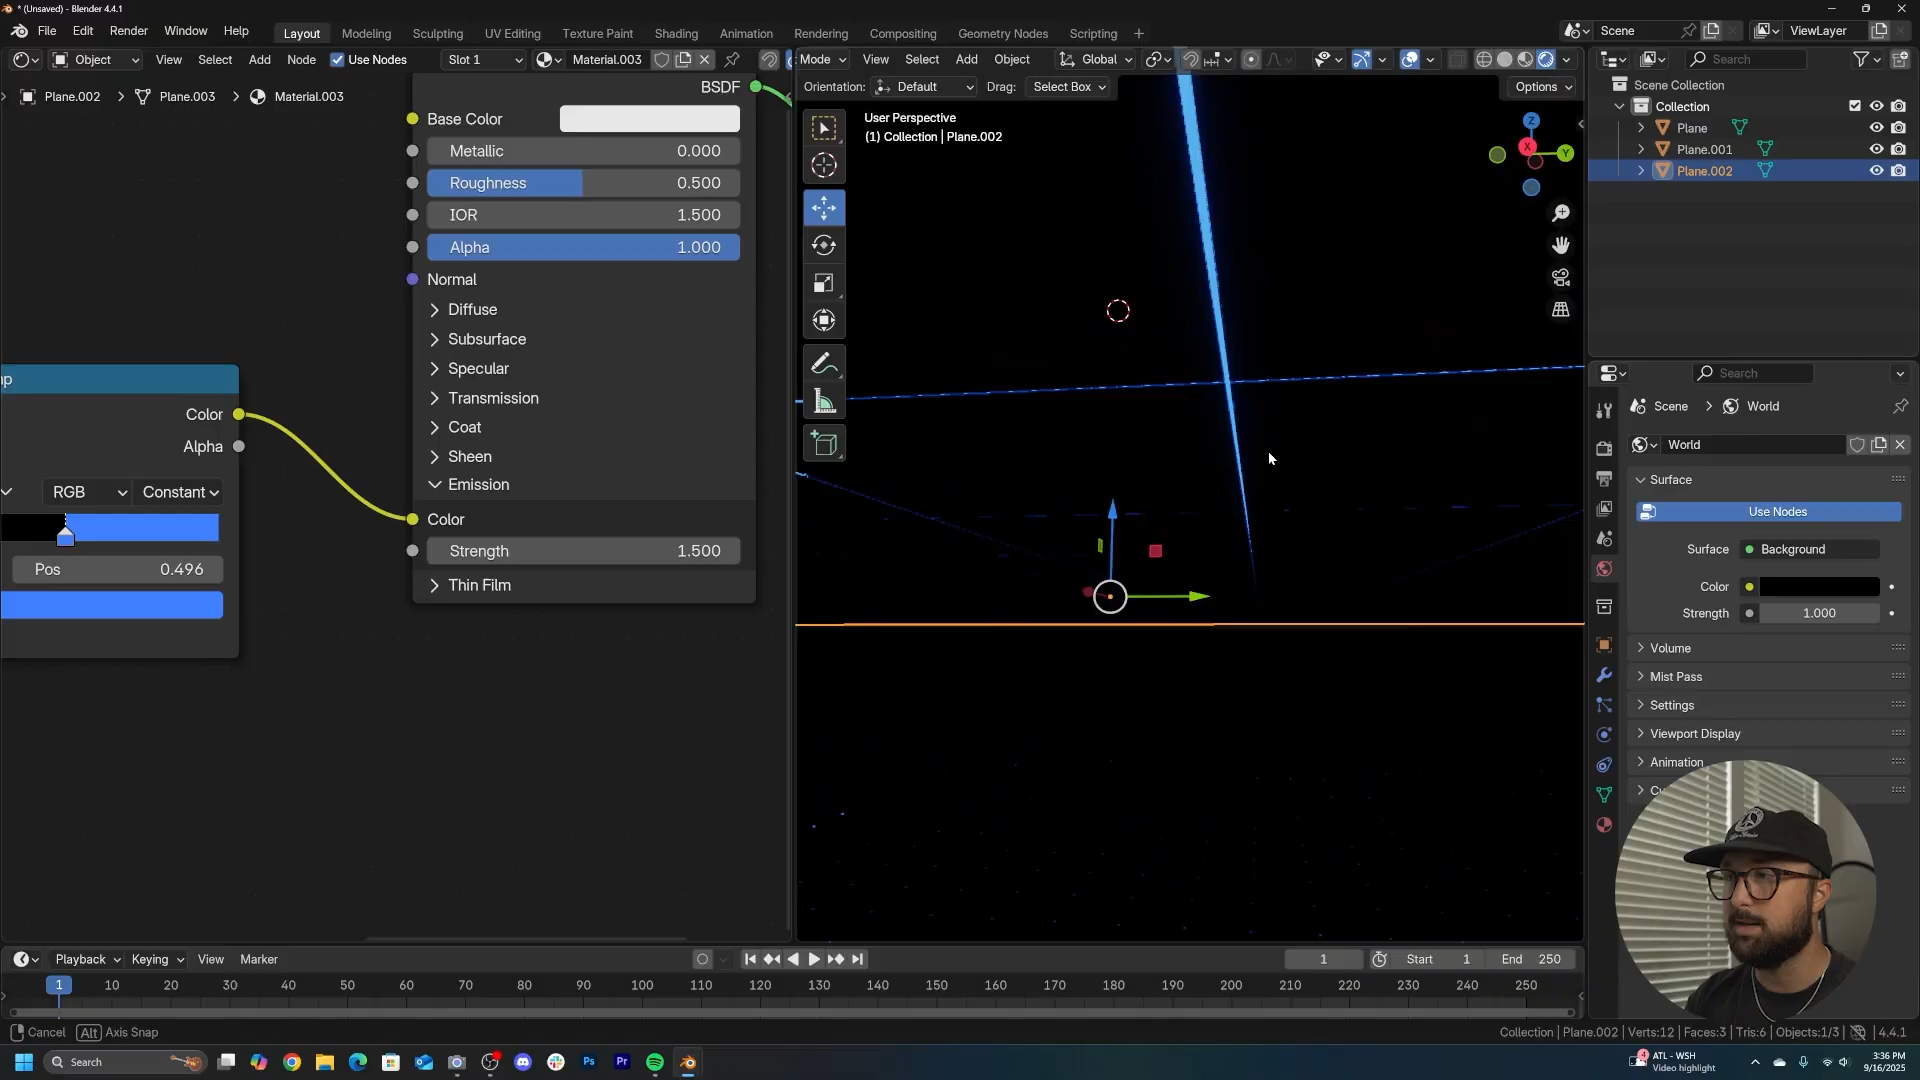 * (Unsaved) - Blender 4.4.1
File Edit Render Window Help
Layout Modeling Sculpting UV Editing Texture Paint Shading Animation Rendering Compositing Geometry Nodes Scripting
Scene
ViewLayer
Object View Select Add Node Use Nodes Slot 1 Material.003
Plane.002 Plane.003 Material.003
BSDF
Base Color
Metallic 0.000
Roughness 0.500
IOR 1.500
Alpha 1.000
Normal
Diffuse
Subsurface
Specular
Transmission
Coat
Sheen
Emission
Color
Strength 1.500
Thin Film
Color
Alpha
RGB Constant
Pos 0.496
Mode View Select Add Object Global
Orientation: Default Drag: Select Box Options
User Perspective
(1) Collection | Plane.002
Z
X
Y
Search
Scene Collection
Collection
Plane
Plane.001
Plane.002
Search
Scene World
World
Surface
Use Nodes
Surface Background
Color
Strength 1.000
Volume
Mist Pass
Settings
Viewport Display
Animation
Playback Keying View Marker
1 Start 1 End 250
1 10 20 30 40 50 60 70 80 90 100 110 120 130 140 150 160 170 180 190 200 210 220 230 240 250
Cancel Alt Axis Snap
Collection | Plane.002 | Verts:12 | Faces:3 | Tris:6 | Objects:1/3 | 4.4.1
Search
Ps
Pr
4
ATL - WSH
Video highlight
3:36 PM
9/16/2025